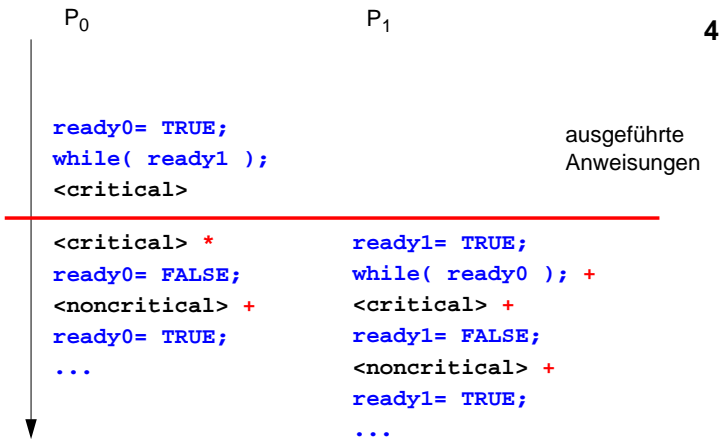 P0 P1
4
ready0= TRUE;
while( ready1 );
<critical>
ausgeführte
Anweisungen
<critical> *
ready0= FALSE;
<noncritical> +
ready0= TRUE;
...
ready1= TRUE;
while( ready0 ); +
<critical> +
ready1= FALSE;
<noncritical> +
ready1= TRUE;
...